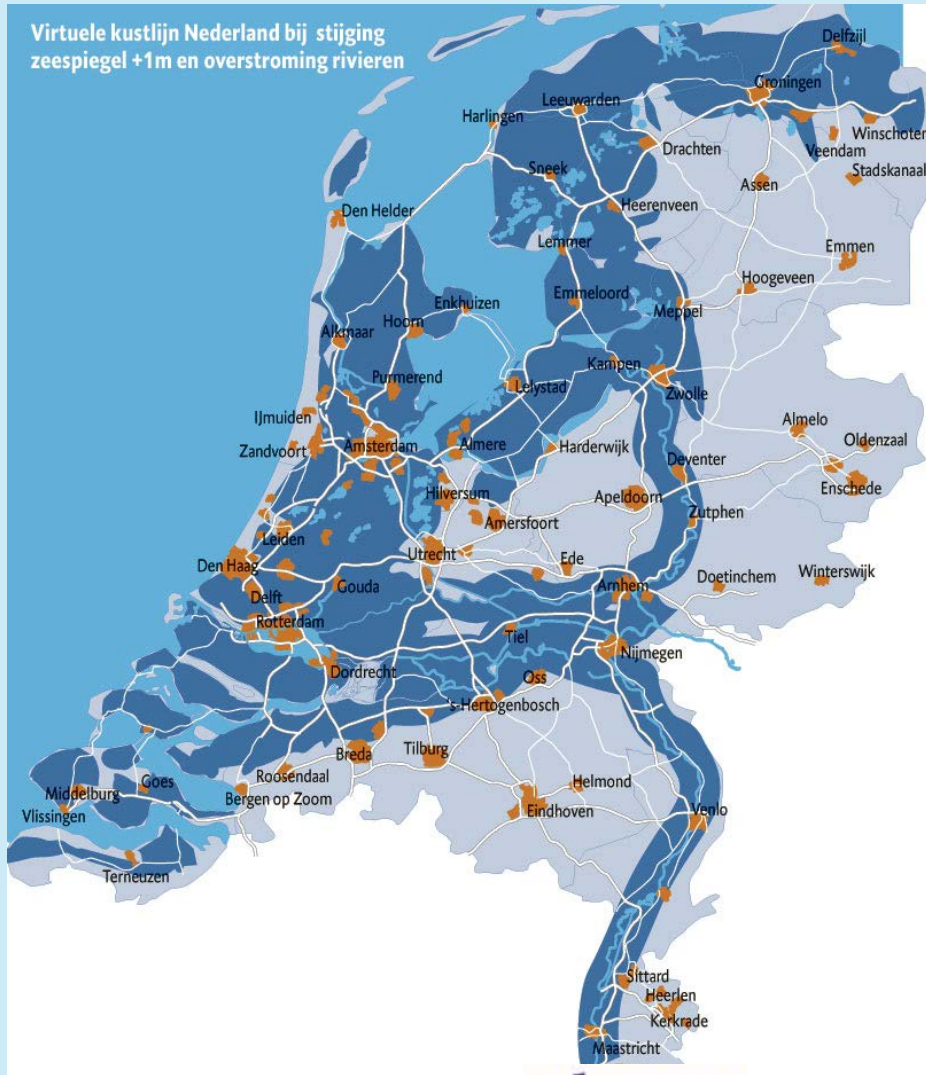 Virtuele kustlijn Nederland bij stijging
zeespiegel +1m en overstroming rivieren
Delfzijl
Groningen
Leeuwarden
Harlingen
Winschoten
Drachten
Veendam
Sneek
Assen
Stadskanaal
Den Helder
Heerenveen
Lemmer
Emmen
Hoogeveen
Enkhuizen
Emmeloord
Meppel
Hoorn
Alkmaar
Kampen
Purmerend
Lelystad
Zwolle
IJmuiden
Almelo
Zandvoort
Amsterdam
Almere
Harderwijk
Oldenzaal
Deventer
Enschede
Hilversum
Apeldoorn
Amersfoort
Zutphen
Leiden
Utrecht
Ede
Den Haag
Gouda
Arnhem
Doetinchem
Winterswijk
Delft
Rotterdam
Tiel
Nijmegen
Dordrecht
Oss
's-Hertogenbosch
Breda
Tilburg
Roosendaal
Goes
Middelburg
Bergen op Zoom
Helmond
Eindhoven
Venlo
Vlissingen
Terneuzen
Sittard
Heerlen
Kerkrade
Maastricht